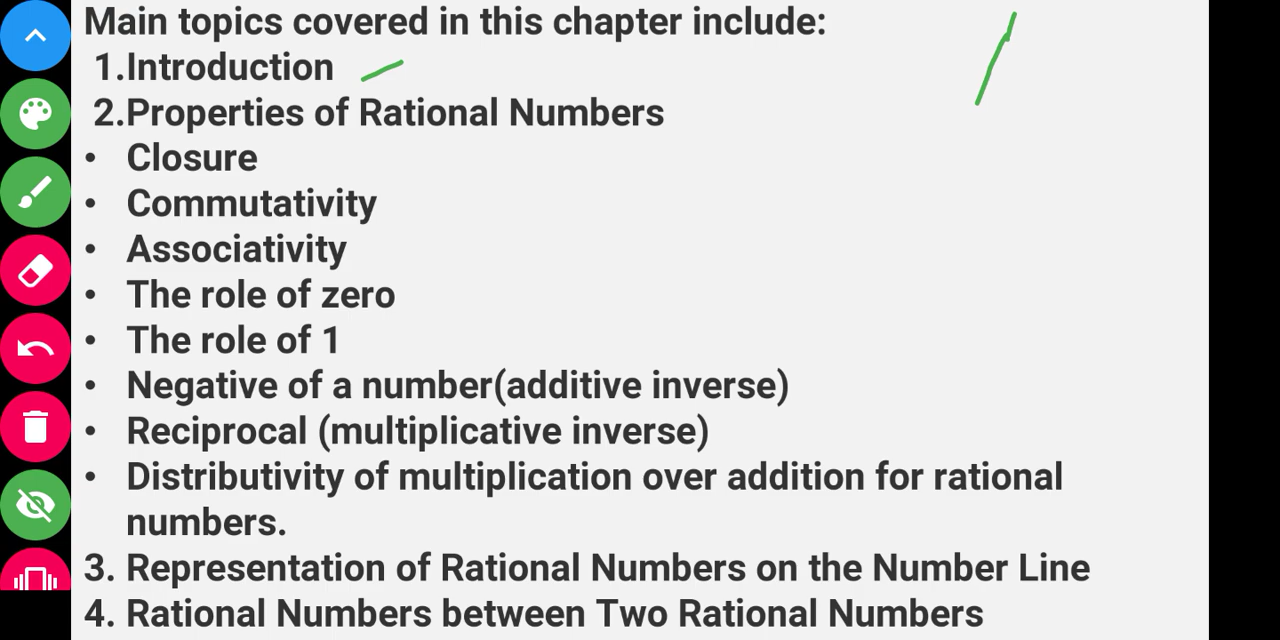 Main topics covered in this chapter include:
1.Introduction
2.Properties of Rational Numbers
• Closure
• Commutativity
• Associativity
• The role of zero
• The role of 1
• Negative of a number(additive inverse)
• Reciprocal (multiplicative inverse)
• Distributivity of multiplication over addition for rational
numbers.
3. Representation of Rational Numbers on the Number Line
4. Rational Numbers between Two Rational Numbers